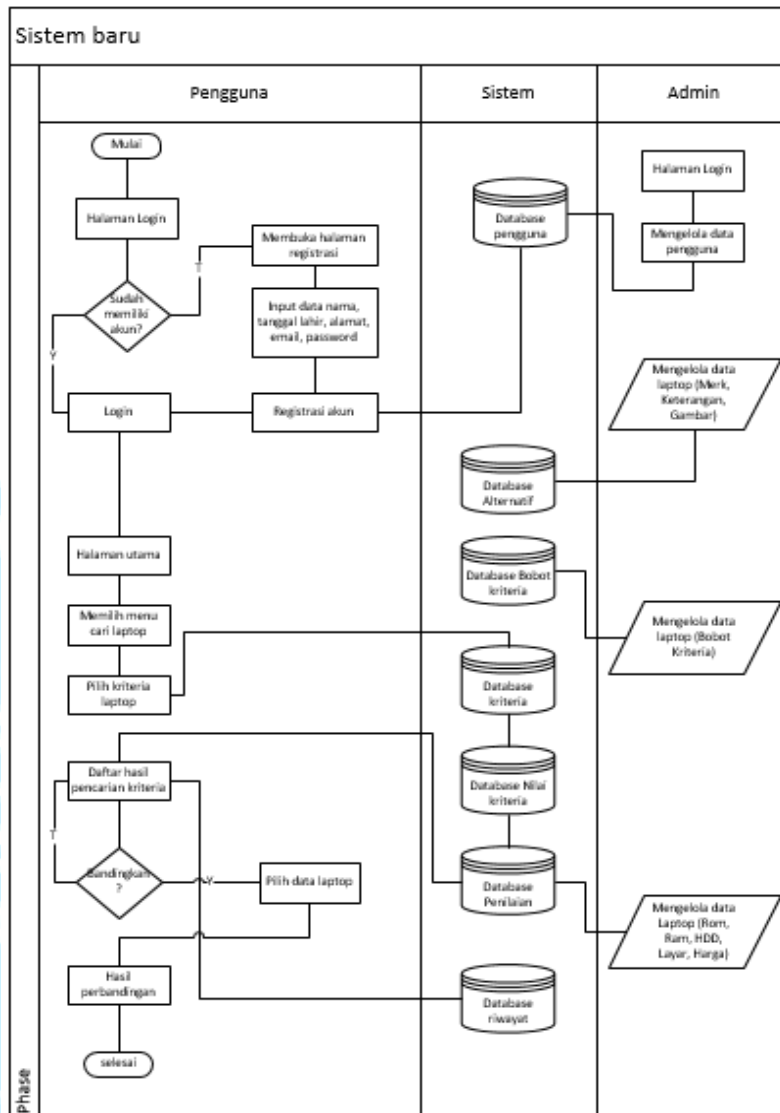 Sistem baru
Pengguna
Sistem
Admin
Mulai
Halaman Login
Sudah
memiliki
akun?
T
Y
Membuka halaman
registrasi
Input data nama,
tanggal lahir, alamat,
email, password
Login
Registrasi akun
Database
pengguna
Halaman Login
Mengelola data
pengguna
Mengelola data
laptop (Merk,
Keterangan,
Gambar)
Database
Alternatif
Halaman utama
Database Bobot
kriteria
Memilih menu
cari laptop
Mengelola data
laptop (Bobot
Kriteria)
Pilih kriteria
laptop
Database
kriteria
Daftar hasil
pencarian kriteria
Database Nilai
kriteria
T
Bandingkan
?
Y
Pilih data laptop
Database
Penilaian
Mengelola data
Laptop (Rom,
Ram, HDD,
Layar, Harga)
Hasil
perbandingan
Database
riwayat
selesai
Phase